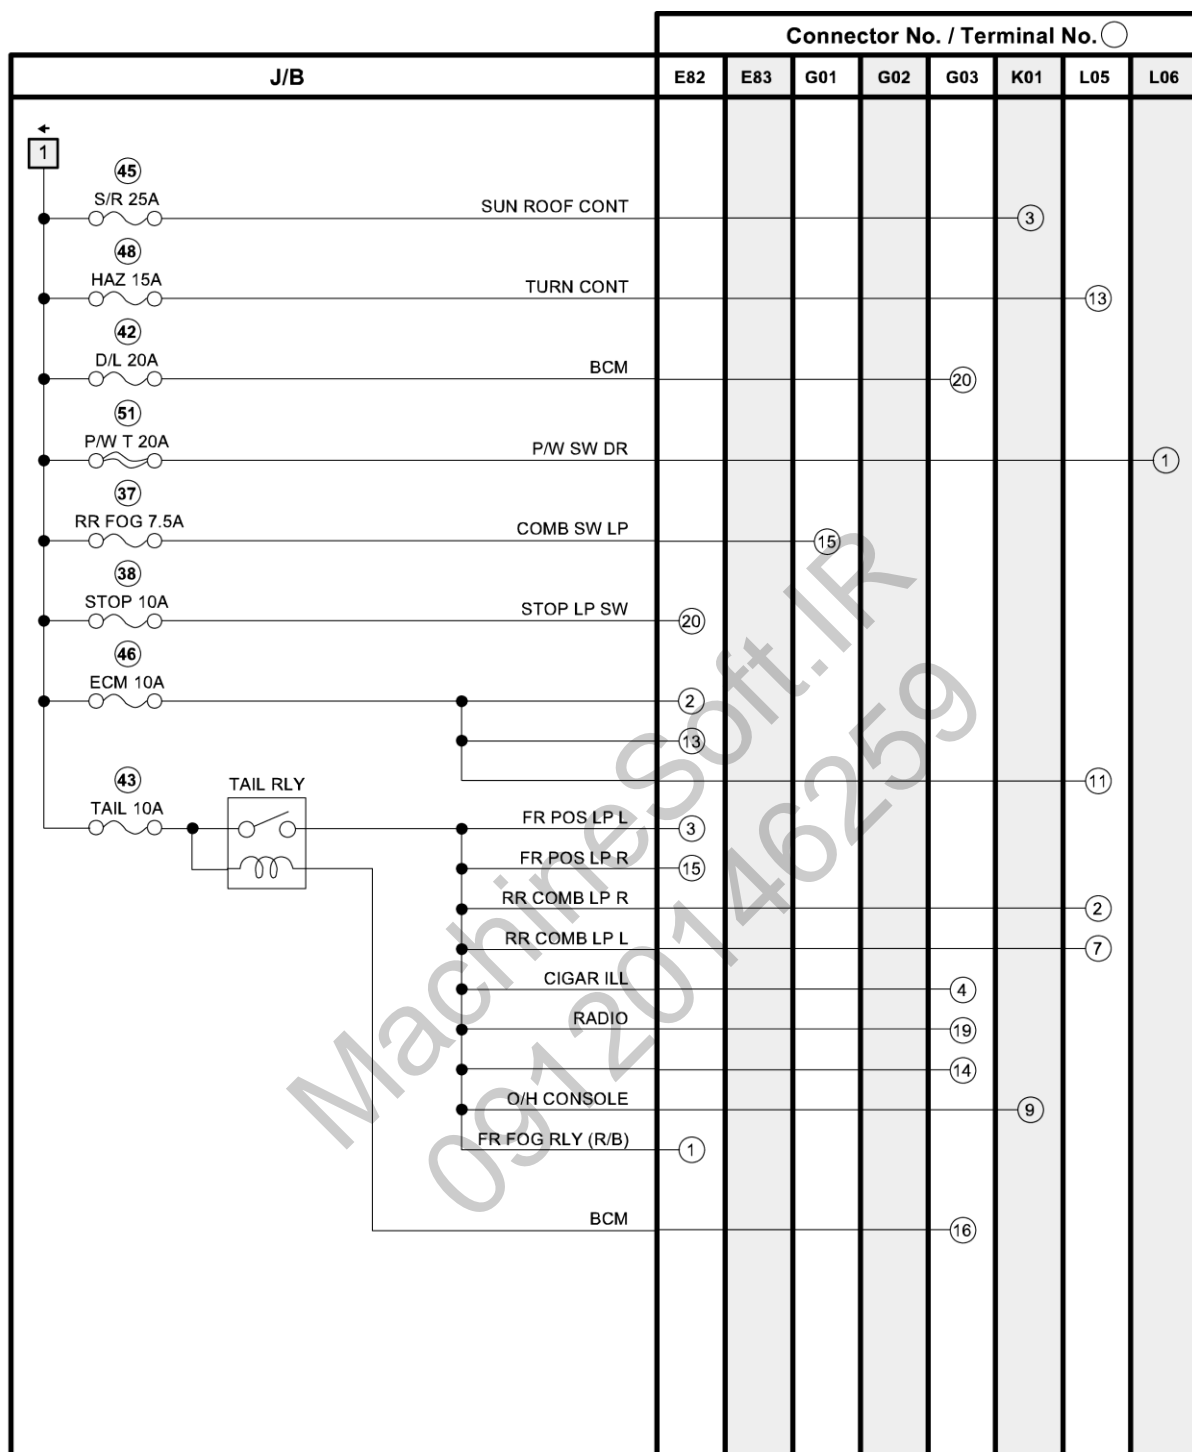 Connector No. / Terminal No.
J/B E82 E83 G01 G02 G03 K01 L05 L06
1
45
S/R 25A SUN ROOF CONT 3
48
HAZ 15A TURN CONT 13
42
D/L 20A BCM 20
51
P/W T 20A P/W SW DR 1
37
RR FOG 7.5A COMB SW LP 15
38
STOP 10A STOP LP SW 20
46
ECM 10A 2
13
11
43
TAIL RLY
TAIL 10A FR POS LP L 3
FR POS LP R 15
RR COMB LP R 2
RR COMB LP L 7
CIGAR ILL 4
RADIO 19
14
O/H CONSOLE 9
FR FOG RLY (R/B) 1
BCM 16
MachineSoft.IR
09120146259